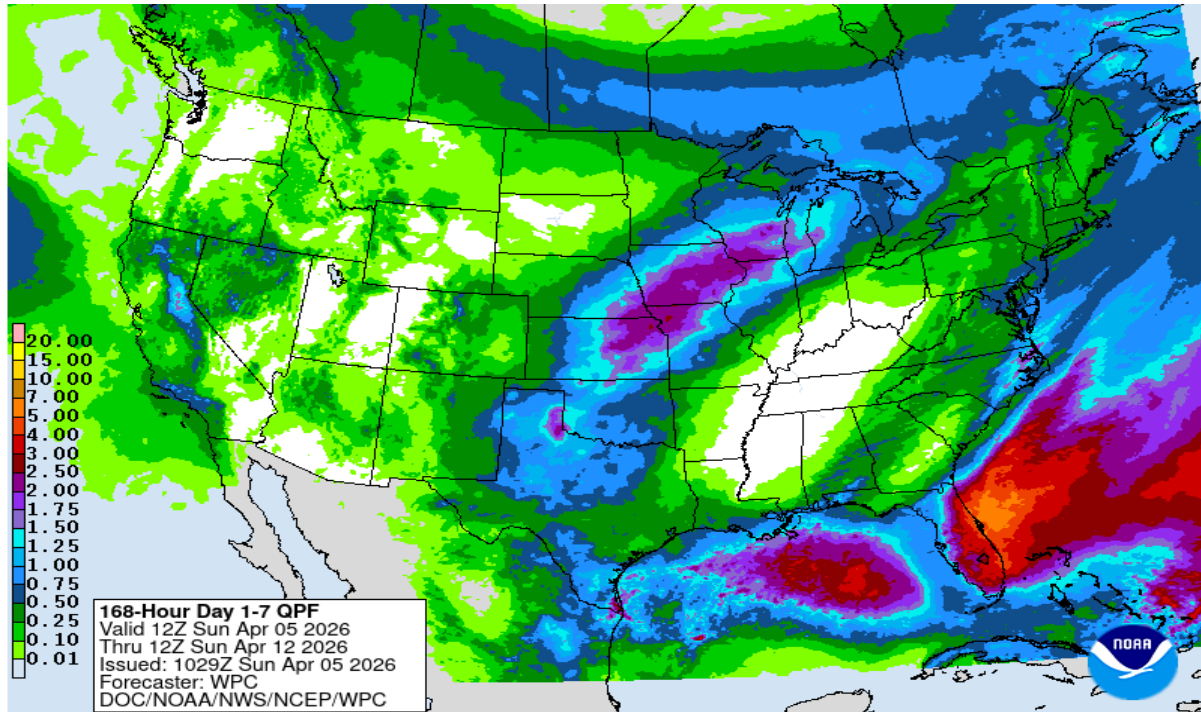 20.00
15.00
10.00
7.00
5.00
4.00
3.00
2.50
2.00
1.75
1.50
1.25
1.00
0.75
0.50
0.25
0.10
0.01
168-Hour Day 1-7 QPF
Valid 12Z Sun Apr 05 2026
Thru 12Z Sun Apr 12 2026
Issued: 1029Z Sun Apr 05 2026
Forecaster: WPC
DOC/NOAA/NWS/NCEP/WPC
NOAA